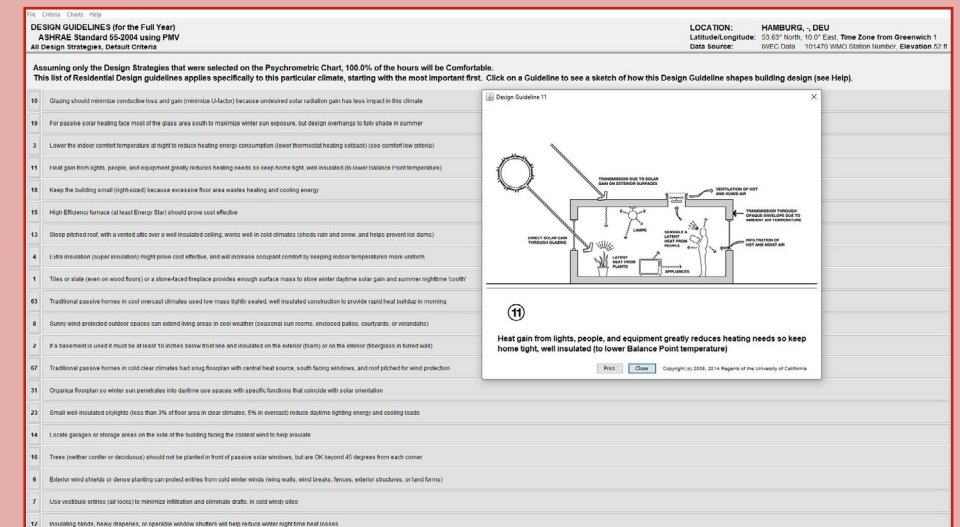 File Criteria Charts Help
DESIGN GUIDELINES (for the Full Year)
ASHRAE Standard 55-2004 using PMV
All Design Strategies, Default Criteria
LOCATION: HAMBURG, -, DEU
Latitude/Longitude: 53.63° North, 10.0° East, Time Zone from Greenwich 1
Data Source: IWEC Data 101470 WMO Station Number, Elevation 52 ft
Assuming only the Design Strategies that were selected on the Psychrometric Chart, 100.0% of the hours will be Comfortable.
This list of Residential Design guidelines applies specifically to this particular climate, starting with the most important first. Click on a Guideline to see a sketch of how this Design Guideline shapes building design (see Help).
10 Glazing should minimize conductive loss and gain (minimize U-factor) because undesired solar radiation gain has less impact in this climate
19 For passive solar heating face most of the glass area south to maximize winter sun exposure, but design overhangs to fully shade in summer
3 Lower the indoor comfort temperature at night to reduce heating energy consumption (lower thermostat heating setback) (see comfort low criteria)
11 Heat gain from lights, people, and equipment greatly reduces heating needs so keep home tight, well insulated (to lower Balance Point temperature)
18 Keep the building small (right-sized) because excessive floor area wastes heating and cooling energy
15 High Efficiency furnace (at least Energy Star) should prove cost effective
13 Steep pitched roof, with a vented attic over a well insulated ceiling, works well in cold climates (sheds rain and snow, and helps prevent ice dams)
4 Extra insulation (super insulation) might prove cost effective, and will increase occupant comfort by keeping indoor temperatures more uniform
1 Tiles or slate (even on wood floors) or a stone-faced fireplace provides enough surface mass to store winter daytime solar gain and summer nighttime 'coolth'
63 Traditional passive homes in cool overcast climates used low mass tightly sealed, well insulated construction to provide rapid heat buildup in morning
8 Sunny wind-protected outdoor spaces can extend living areas in cool weather (seasonal sun rooms, enclosed patios, courtyards, or verandahs)
2 If a basement is used it must be at least 18 inches below frost line and insulated on the exterior (foam) or on the interior (fiberglass in furred wall)
67 Traditional passive homes in cold clear climates had snug floorplan with central heat source, south facing windows, and roof pitched for wind protection
31 Organize floorplan so winter sun penetrates into daytime use spaces with specific functions that coincide with solar orientation
23 Small well-insulated skylights (less than 3% of floor area in clear climates, 5% in overcast) reduce daytime lighting energy and cooling loads
14 Locate garages or storage areas on the side of the building facing the coldest wind to help insulate
16 Trees (neither conifer or deciduous) should not be planted in front of passive solar windows, but are OK beyond 45 degrees from each corner
6 Exterior wind shields or dense planting can protect entries from cold winter winds (wing walls, wind breaks, fences, exterior structures, or land forms)
7 Use vestibule entries (air locks) to minimize infiltration and eliminate drafts, in cold windy sites
12 Insulating blinds, heavy draperies, or operable window shutters will help reduce winter night time heat losses
Design Guideline 11
TRANSMISSION DUE TO SOLAR
GAIN ON EXTERIOR SURFACES
VENTILATION OF HOT
AND HUMID AIR
TRANSMISSION THROUGH
OPAQUE ENVELOPE DUE TO
AMBIENT AIR TEMPERATURE
LAMPS
DIRECT SOLAR GAIN
THROUGH GLAZING
SENSIBLE &
LATENT
HEAT FROM
PEOPLE
INFILTRATION OF
HOT AND MOIST AIR
LATENT
HEAT FROM
PLANTS
APPLIANCES
11
Heat gain from lights, people, and equipment greatly reduces heating needs so keep
home tight, well insulated (to lower Balance Point temperature)
Print Close Copyright (c) 2008, 2014 Regents of the University of California